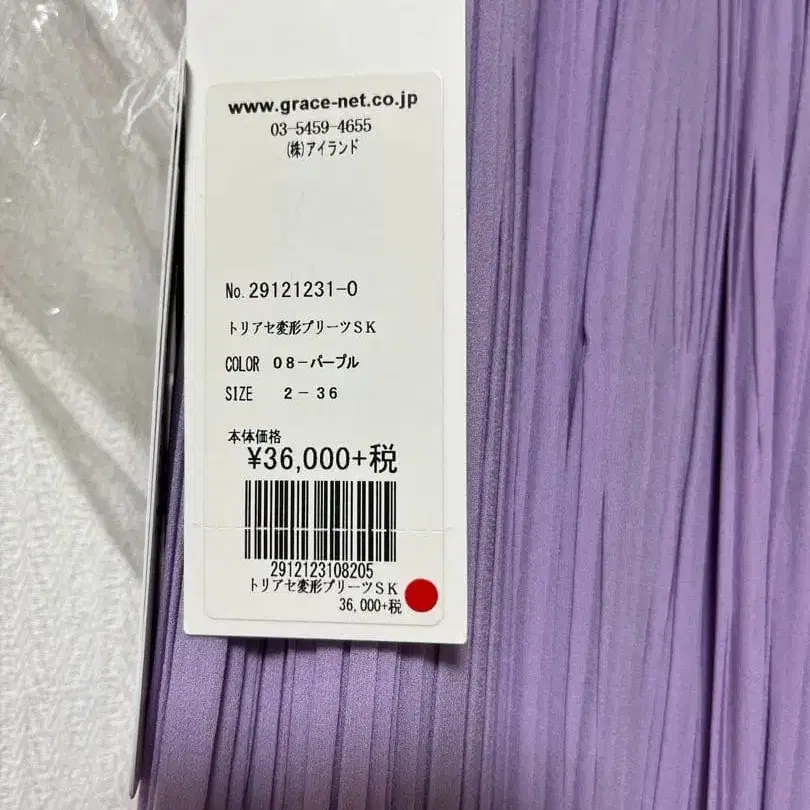 www.grace-net.co.jp
03-5459-4655
(株)アイランド
No.29121231-0
トリアセ変形プリーツSK
COLOR 08-パープル
SIZE 2-36
本体価格
¥36,000+税
2912123108205
トリアセ変形プリーツSK
36,000+税